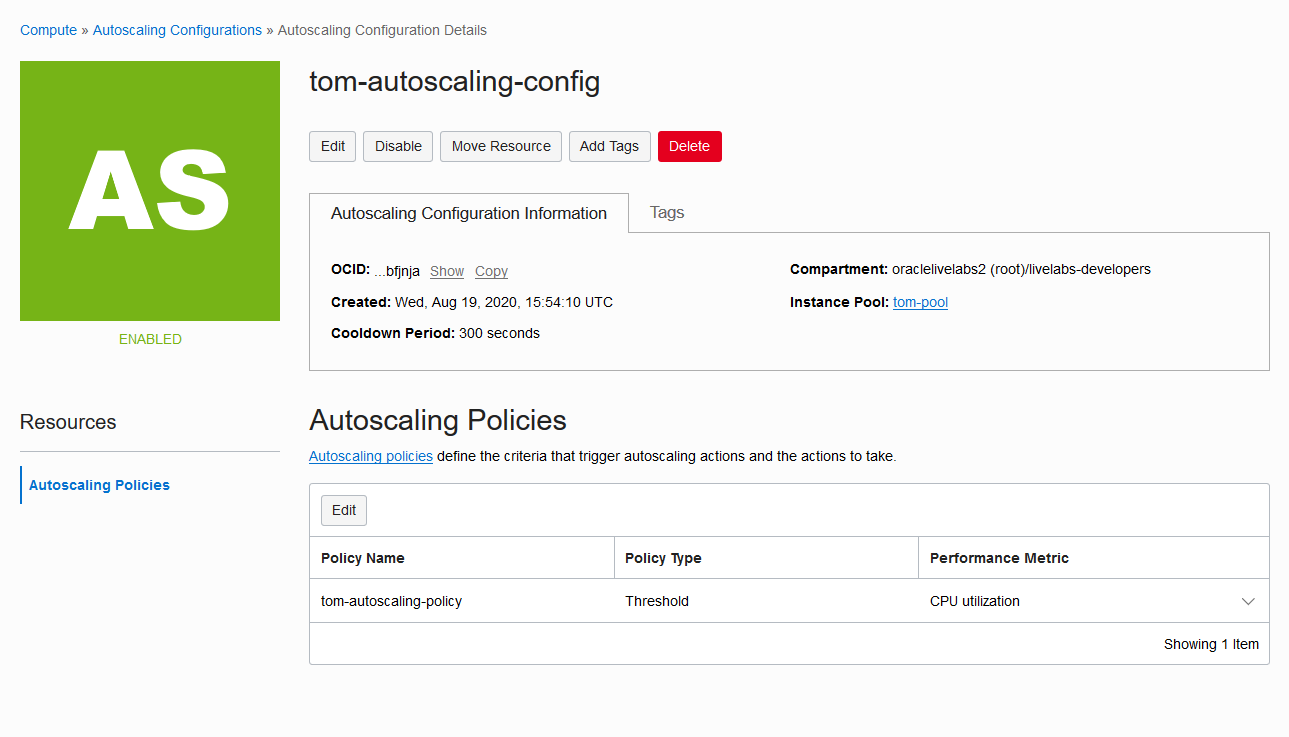 Compute » Autoscaling Configurations » Autoscaling Configuration Details
AS
ENABLED
tom-autoscaling-config
Edit Disable Move Resource Add Tags Delete
Autoscaling Configuration Information Tags
OCID: ...bfjnja Show Copy
Created: Wed, Aug 19, 2020, 15:54:10 UTC
Cooldown Period: 300 seconds
Compartment: oraclelivelabs2 (root)/livelabs-developers
Instance Pool: tom-pool
Resources
Autoscaling Policies
Autoscaling Policies
Autoscaling policies define the criteria that trigger autoscaling actions and the actions to take.
Edit
Policy Name Policy Type Performance Metric
tom-autoscaling-policy Threshold CPU utilization
Showing 1 Item